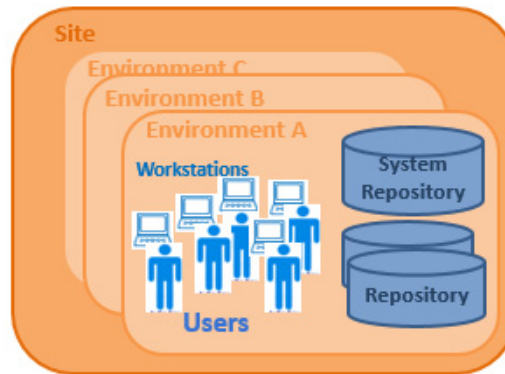 Site
Environment C
Environment B
Environment A
Workstations
System
Repository
Repository
Users